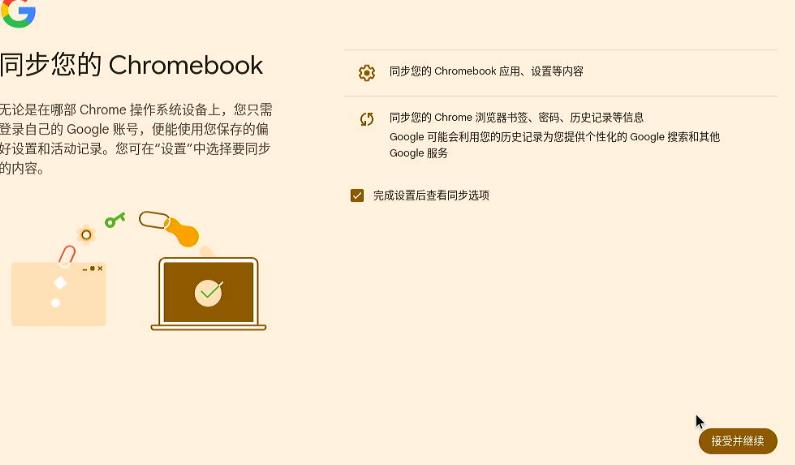 同步您的 Chromebook
无论是在哪部 Chrome 操作系统设备上，您只需
登录自己的 Google 账号，便能使用您保存的偏
好设置和活动记录。您可在“设置”中选择要同步
的内容。
同步您的 Chromebook 应用、设置等内容
同步您的 Chrome 浏览器书签、密码、历史记录等信息
Google 可能会利用您的历史记录为您提供个性化的 Google 搜索和其他
Google 服务
完成设置后查看同步选项
接受并继续